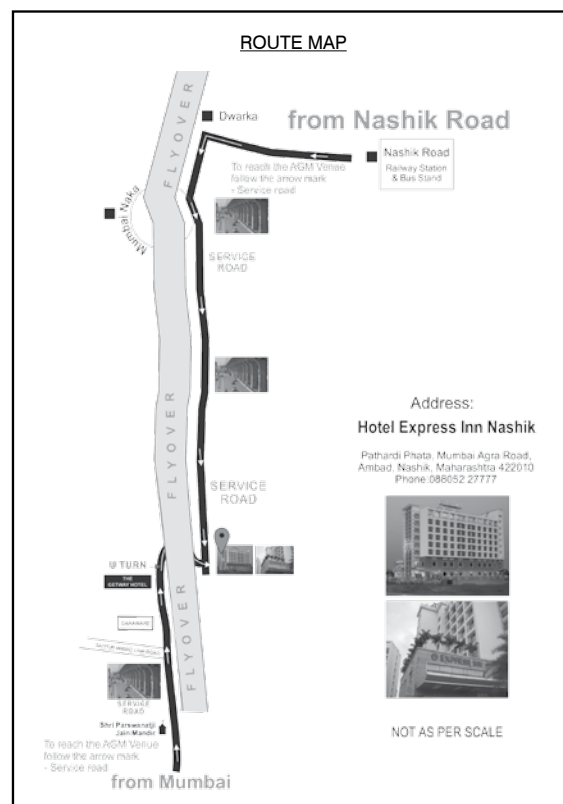 ROUTE MAP
FLYOVER
Dwarka
from Nashik Road
Nashik Road
Railway Station
& Bus Stand
To reach the AGM Venue
follow the arrow mark
- Service road
Mumbai Naka
SERVICE
ROAD
FLYOVER
Address:
Hotel Express Inn Nashik
Pathardi Phata, Mumbai Agra Road,
Ambad, Nashik, Maharashtra 422010
Phone:088052 27777
SERVICE
ROAD
U TURN
THE
GETWAY HOTEL
FLYOVER
EXPRESS INN
SERVICE
ROAD
Shri Parswanatji
Jain Mandir
To reach the AGM Venue
follow the arrow mark
- Service road
from Mumbai
NOT AS PER SCALE